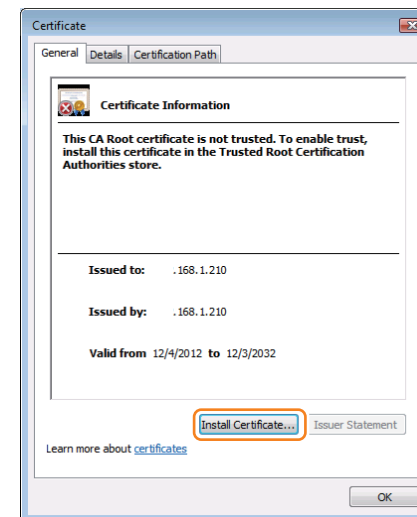 Certificate
General Details Certification Path
Certificate Information
This CA Root certificate is not trusted. To enable trust,
install this certificate in the Trusted Root Certification
Authorities store.
Issued to: .168.1.210
Issued by: .168.1.210
Valid from 12/4/2012 to 12/3/2032
Install Certificate... Issuer Statement
Learn more about certificates
OK